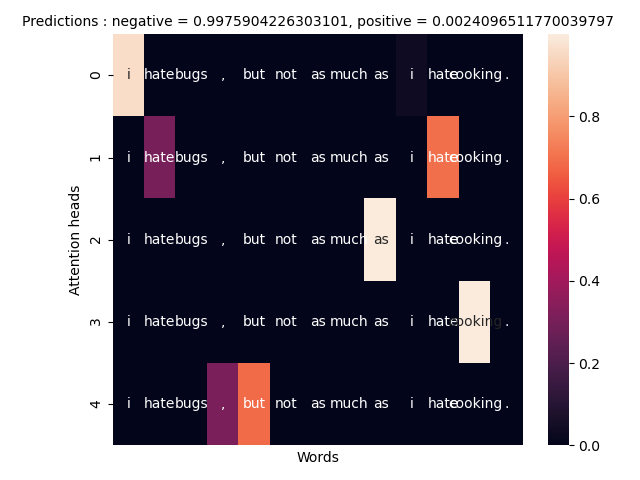 Predictions : negative = 0.9975904226303101, positive = 0.0024096511770039797
0 i hate bugs , but not as much as i hate cooking .
1 i hate bugs , but not as much as i hate cooking .
2 i hate bugs , but not as much as i hate cooking .
3 i hate bugs , but not as much as i hate cooking .
4 i hate bugs , but not as much as i hate cooking .
Attention heads
Words
0.8
0.6
0.4
0.2
0.0